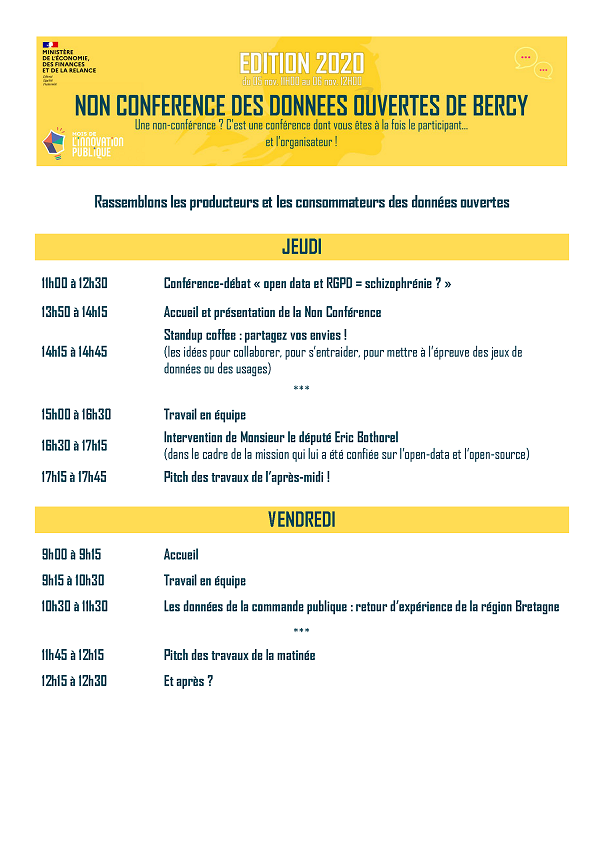 MINISTÈRE
DE L'ÉCONOMIE,
DES FINANCES
ET DE LA RELANCE
Liberté
Égalité
Fraternité
EDITION 2020
du 05 nov. 11H00 au 06 nov. 12H30
NON CONFERENCE DES DONNEES OUVERTES DE BERCY
Une non-conférence ? C'est une conférence dont vous êtes à la fois le participant...
et l'organisateur !
MOIS DE
L'INNOVATION
PUBLIQUE
Rassemblons les producteurs et les consommateurs des données ouvertes
JEUDI
11h00 à 12h30 Conférence-débat « open data et RGPD = schizophrénie ? »
13h50 à 14h15 Accueil et présentation de la Non Conférence
Standup coffee : partagez vos envies !
14h15 à 14h45 (les idées pour collaborer, pour s'entraider, pour mettre à l'épreuve des jeux de
données ou des usages)
***
15h00 à 16h30 Travail en équipe
16h30 à 17h15 Intervention de Monsieur le député Eric Bothorel
(dans le cadre de la mission qui lui a été confiée sur l'open-data et l'open-source)
17h15 à 17h45 Pitch des travaux de l'après-midi !
VENDREDI
9h00 à 9h15 Accueil
9h15 à 10h30 Travail en équipe
10h30 à 11h30 Les données de la commande publique : retour d'expérience de la région Bretagne
***
11h45 à 12h15 Pitch des travaux de la matinée
12h15 à 12h30 Et après ?